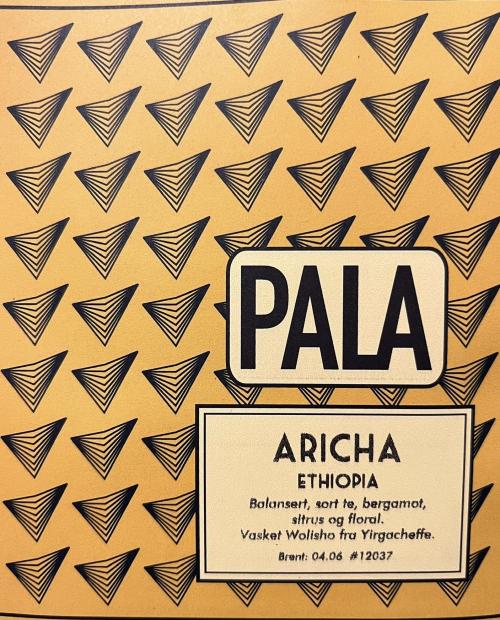 PALA
ARICHA
ETHIOPIA
Balansert, sort te, bergamot,
sitrus og floral.
Vasket Wolisho fra Yirgacheffe.
Brent: 04.06 #12037